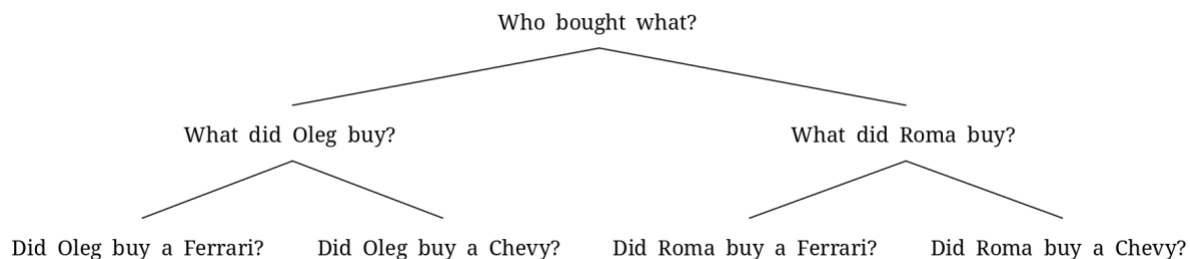 Who bought what?
What did Oleg buy? What did Roma buy?
Did Oleg buy a Ferrari? Did Oleg buy a Chevy? Did Roma buy a Ferrari? Did Roma buy a Chevy?